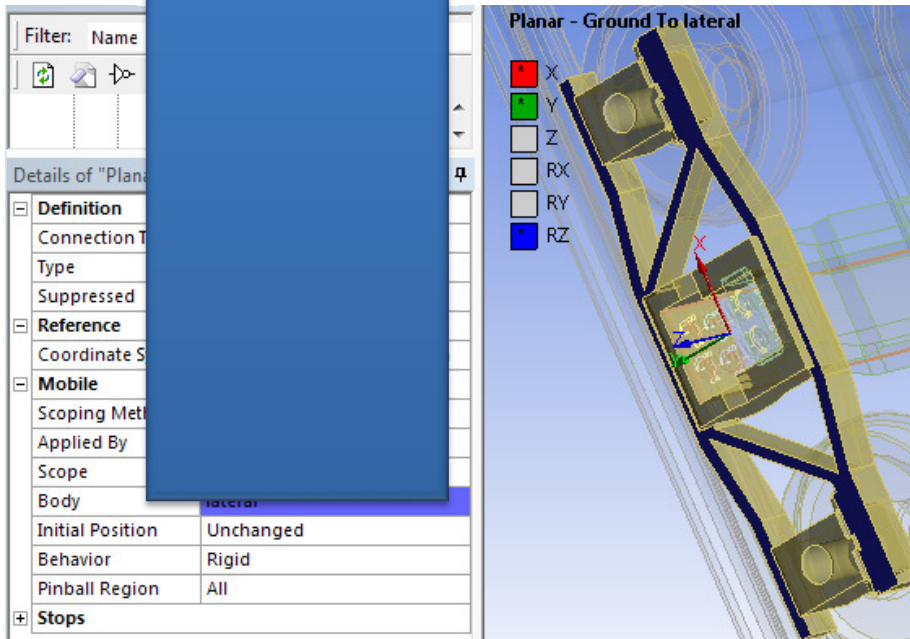 Planar - Ground To lateral
Filter: Name
X
Y
Z
RX
RY
RZ
X
Z
Details of "Plana
Definition
Connection T
Type
Suppressed
Reference
Coordinate S
Mobile
Scoping Meth
Applied By
Scope
Body lateral
Initial Position Unchanged
Behavior Rigid
Pinball Region All
Stops